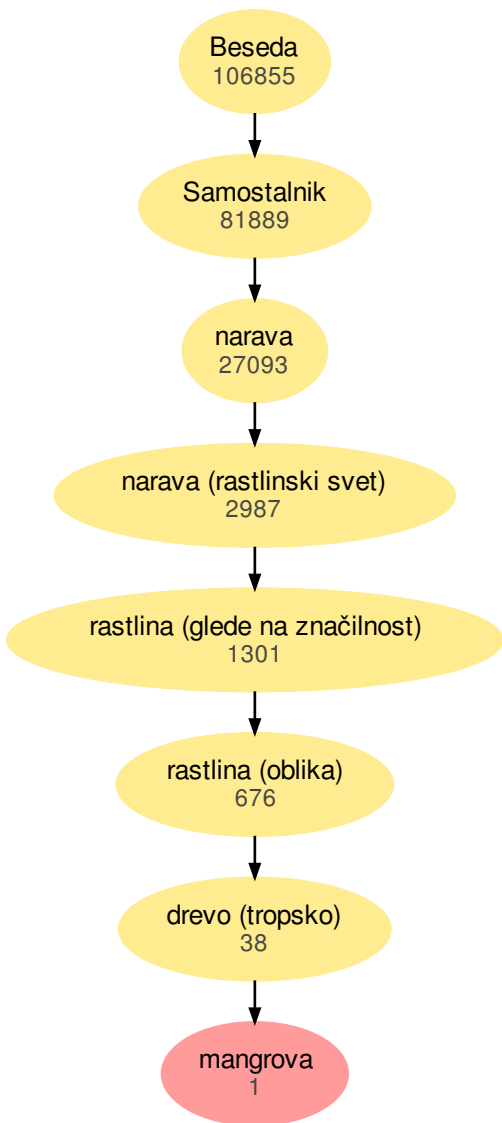 Beseda
106855
Samostalnik
81889
narava
27093
narava (rastlinski svet)
2987
rastlina (glede na značilnost)
1301
rastlina (oblika)
676
drevo (tropsko)
38
mangrova
1